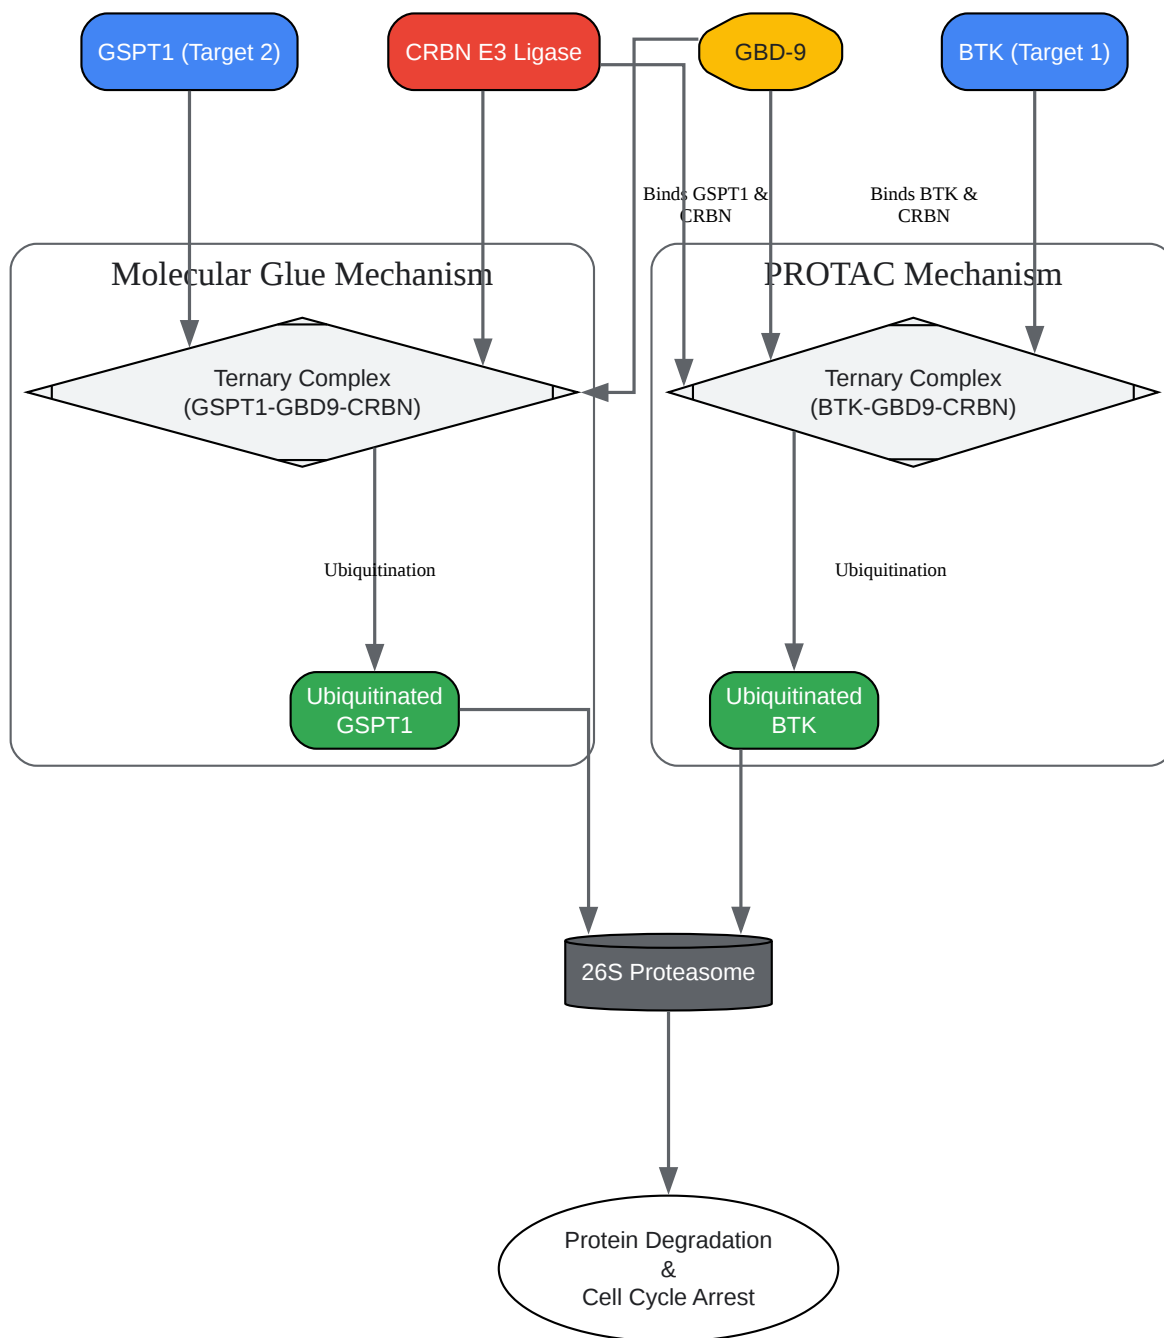 GSPT1 (Target 2)
CRBN E3 Ligase
GBD-9
BTK (Target 1)
Binds GSPT1 &
CRBN
Binds BTK &
CRBN
Molecular Glue Mechanism
PROTAC Mechanism
Ternary Complex
(GSPT1-GBD9-CRBN)
Ternary Complex
(BTK-GBD9-CRBN)
Ubiquitination
Ubiquitination
Ubiquitinated
GSPT1
Ubiquitinated
BTK
26S Proteasome
Protein Degradation
&
Cell Cycle Arrest